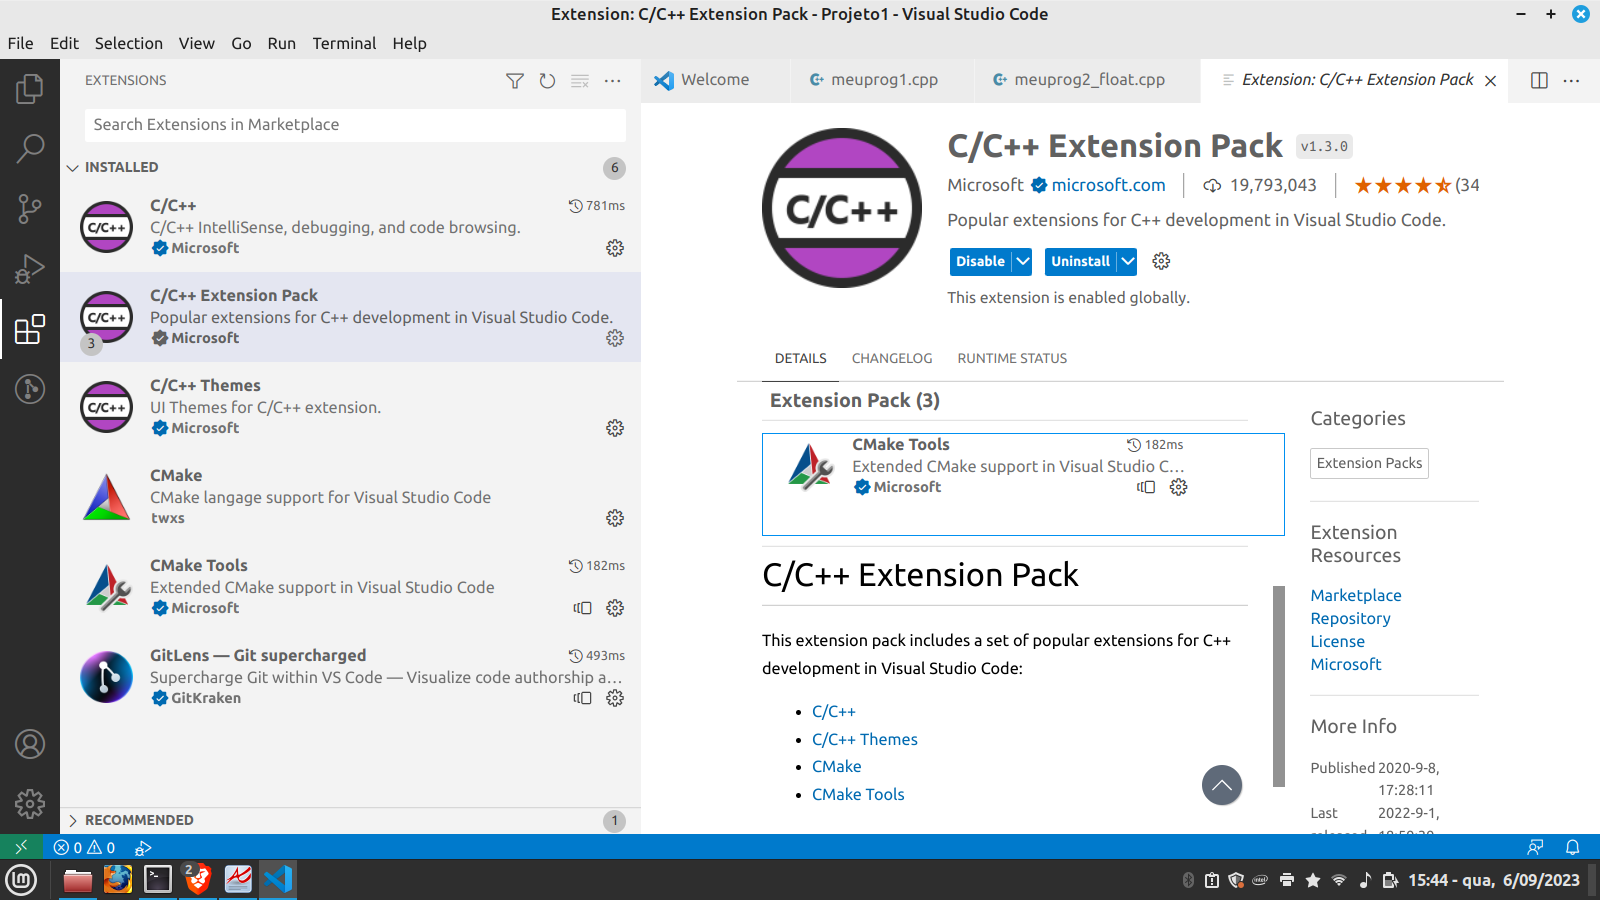 Extension: C/C++ Extension Pack - Projeto1 - Visual Studio Code
File Edit Selection View Go Run Terminal Help
EXTENSIONS
Search Extensions in Marketplace
INSTALLED 6
C/C++ 781ms
C/C++ IntelliSense, debugging, and code browsing.
Microsoft
C/C++ Extension Pack
Popular extensions for C++ development in Visual Studio Code.
3 Microsoft
C/C++ Themes
UI Themes for C/C++ extension.
Microsoft
CMake
CMake langage support for Visual Studio Code
twxs
CMake Tools 182ms
Extended CMake support in Visual Studio Code
Microsoft
GitLens — Git supercharged 493ms
Supercharge Git within VS Code — Visualize code authorship a...
GitKraken
RECOMMENDED 1
Welcome meuprog1.cpp meuprog2_float.cpp Extension: C/C++ Extension Pack
C/C++
C/C++ Extension Pack v1.3.0
Microsoft microsoft.com 19,793,043 (34
Popular extensions for C++ development in Visual Studio Code.
Disable Uninstall
This extension is enabled globally.
DETAILS CHANGELOG RUNTIME STATUS
Extension Pack (3)
CMake Tools 182ms
Extended CMake support in Visual Studio C...
Microsoft
C/C++ Extension Pack
This extension pack includes a set of popular extensions for C++
development in Visual Studio Code:
C/C++
C/C++ Themes
CMake
CMake Tools
Categories
Extension Packs
Extension
Resources
Marketplace
Repository
License
Microsoft
More Info
Published 2020-9-8,
17:28:11
Last 2022-9-1,
0 0
2
15:44 - qua, 6/09/2023